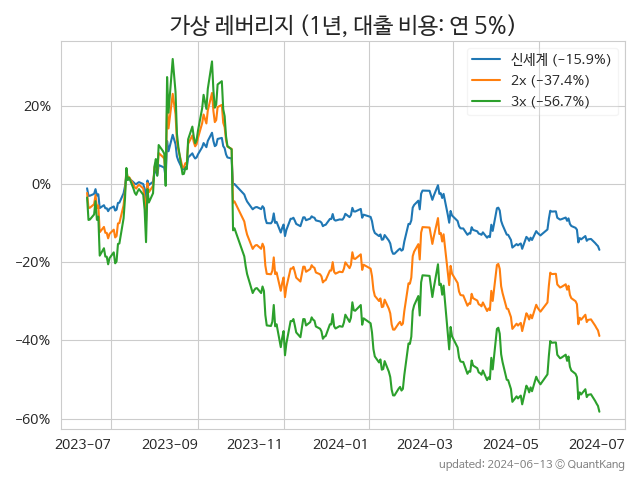 가상 레버리지 (1년, 대출 비용: 연 5%)
신세계 (−15.9%)
2x (−37.4%)
3x (−56.7%)
20%
0%
−20%
−40%
−60%
2023-07
2023-09
2023-11
2024-01
2024-03
2024-05
2024-07
updated: 2024-06-13 © QuantKang